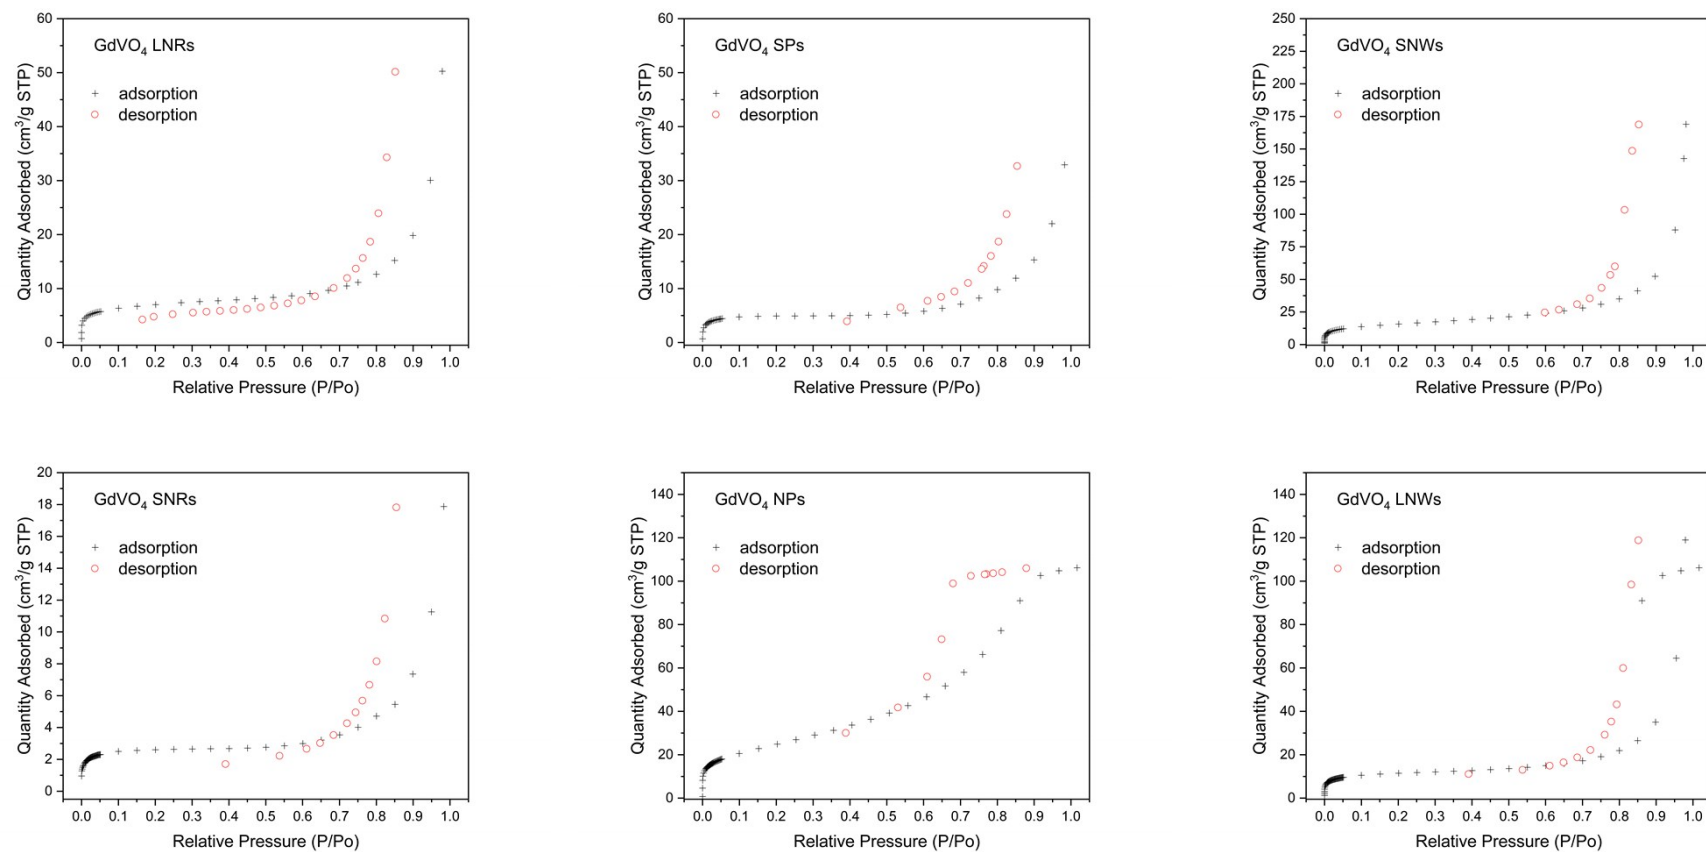 GdVO4 LNRs
adsorption
desorption
Quantity Adsorbed (cm3/g STP)
60
50
40
30
20
10
0
0.0 0.1 0.2 0.3 0.4 0.5 0.6 0.7 0.8 0.9 1.0
Relative Pressure (P/Po)
GdVO4 SPs
adsorption
desorption
Quantity Adsorbed (cm3/g STP)
60
50
40
30
20
10
0
0.0 0.1 0.2 0.3 0.4 0.5 0.6 0.7 0.8 0.9 1.0
Relative Pressure (P/Po)
GdVO4 SNWs
adsorption
desorption
Quantity Adsorbed (cm3/g STP)
250
225
200
175
150
125
100
75
50
25
0
0.0 0.1 0.2 0.3 0.4 0.5 0.6 0.7 0.8 0.9 1.0
Relative Pressure (P/Po)
GdVO4 SNRs
adsorption
desorption
Quantity Adsorbed (cm3/g STP)
20
18
16
14
12
10
8
6
4
2
0
0.0 0.1 0.2 0.3 0.4 0.5 0.6 0.7 0.8 0.9 1.0
Relative Pressure (P/Po)
GdVO4 NPs
adsorption
desorption
Quantity Adsorbed (cm3/g STP)
140
120
100
80
60
40
20
0
0.0 0.1 0.2 0.3 0.4 0.5 0.6 0.7 0.8 0.9 1.0
Relative Pressure (P/Po)
GdVO4 LNWs
adsorption
desorption
Quantity Adsorbed (cm3/g STP)
140
120
100
80
60
40
20
0
0.0 0.1 0.2 0.3 0.4 0.5 0.6 0.7 0.8 0.9 1.0
Relative Pressure (P/Po)